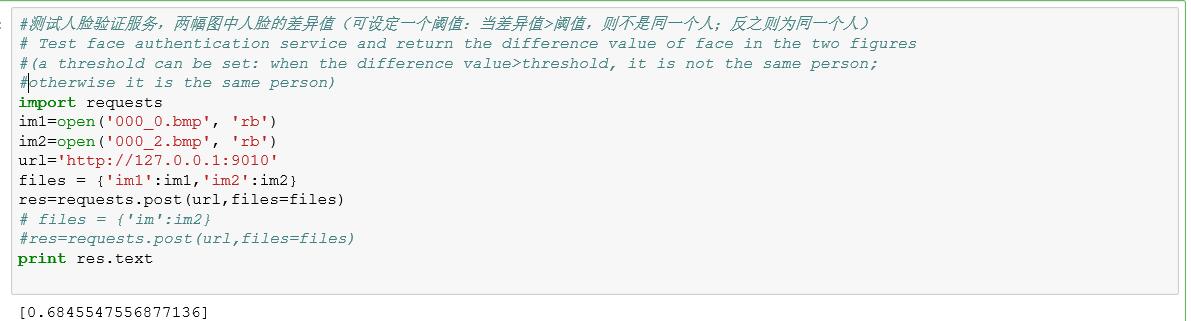 #测试人脸验证服务，两幅图中人脸的差异值（可设定一个阈值：当差异值>阈值，则不是同一个人；反之则为同一个人）
# Test face authentication service and return the difference value of face in the two figures
#(a threshold can be set: when the difference value>threshold, it is not the same person;
#otherwise it is the same person)
import requests
im1=open('000_0.bmp', 'rb')
im2=open('000_2.bmp', 'rb')
url='http://127.0.0.1:9010'
files = {'im1':im1,'im2':im2}
res=requests.post(url,files=files)
# files = {'im':im2}
#res=requests.post(url,files=files)
print res.text
[0.6845547556877136]